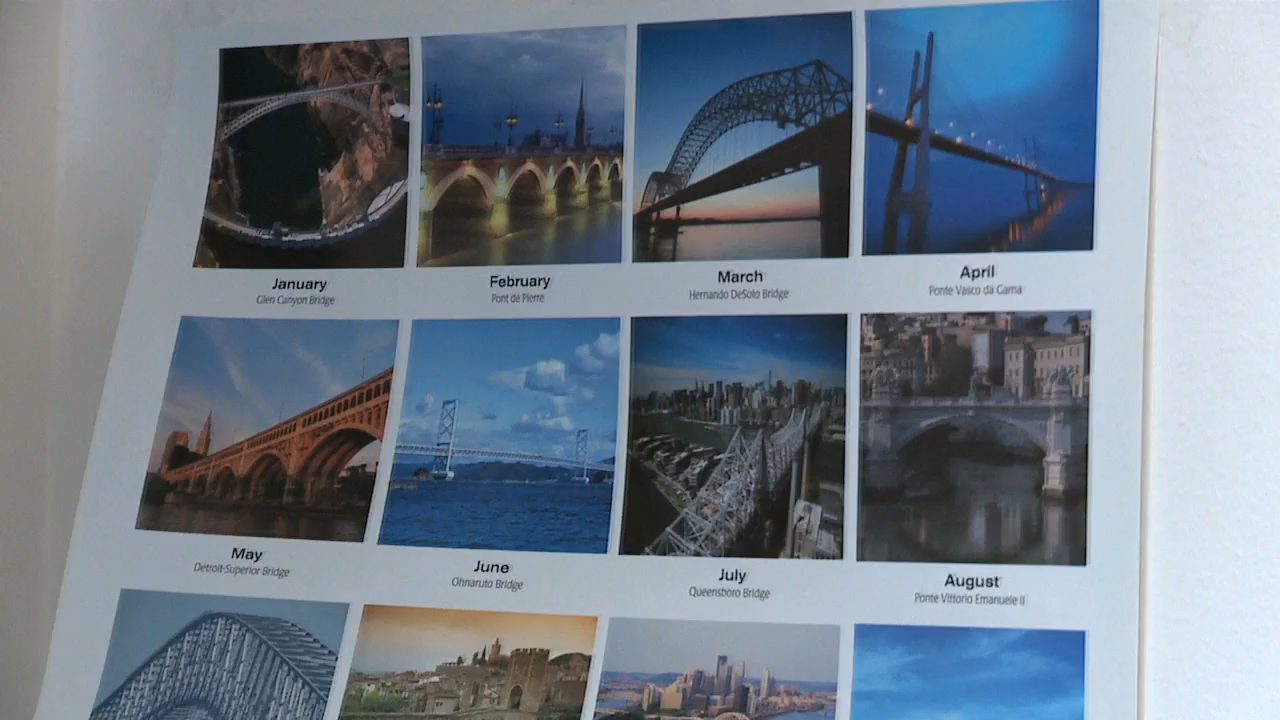 January
Glen Canyon Bridge
February
Pont de Pierre
March
Hernando DeSoto Bridge
April
Ponte Vasco da Gama
May
Detroit-Superior Bridge
June
Ohnaruto Bridge
July
Queensboro Bridge
August
Ponte Vittorio Emanuele II